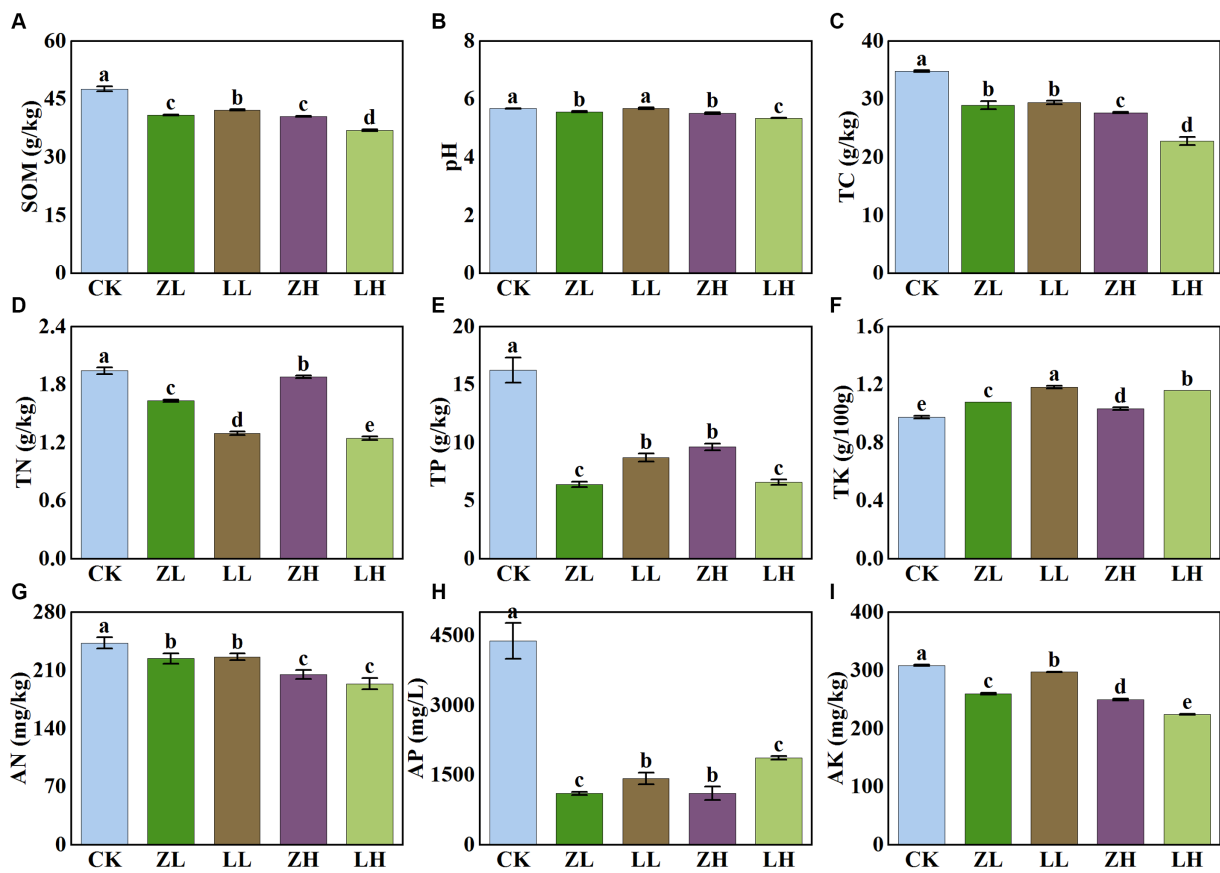 A
SOM (g/kg)
60
45
30
15
0
a
c
b
c
d
CK ZL LL ZH LH
B
pH
8
6
4
2
0
a
b
a
b
c
CK ZL LL ZH LH
C
TC (g/kg)
40
30
20
10
0
a
b
b
c
d
CK ZL LL ZH LH
D
TN (g/kg)
2.4
1.8
1.2
0.6
0.0
a
c
d
b
e
CK ZL LL ZH LH
E
TP (g/kg)
20
15
10
5
0
a
c
b
b
c
CK ZL LL ZH LH
F
TK (g/100g)
1.6
1.2
0.8
0.4
0.0
e
c
a
d
b
CK ZL LL ZH LH
G
AN (mg/kg)
280
210
140
70
0
a
b
b
c
c
CK ZL LL ZH LH
H
AP (mg/L)
4500
3000
1500
0
a
c
b
b
c
CK ZL LL ZH LH
I
AK (mg/kg)
400
300
200
100
0
a
c
b
d
e
CK ZL LL ZH LH